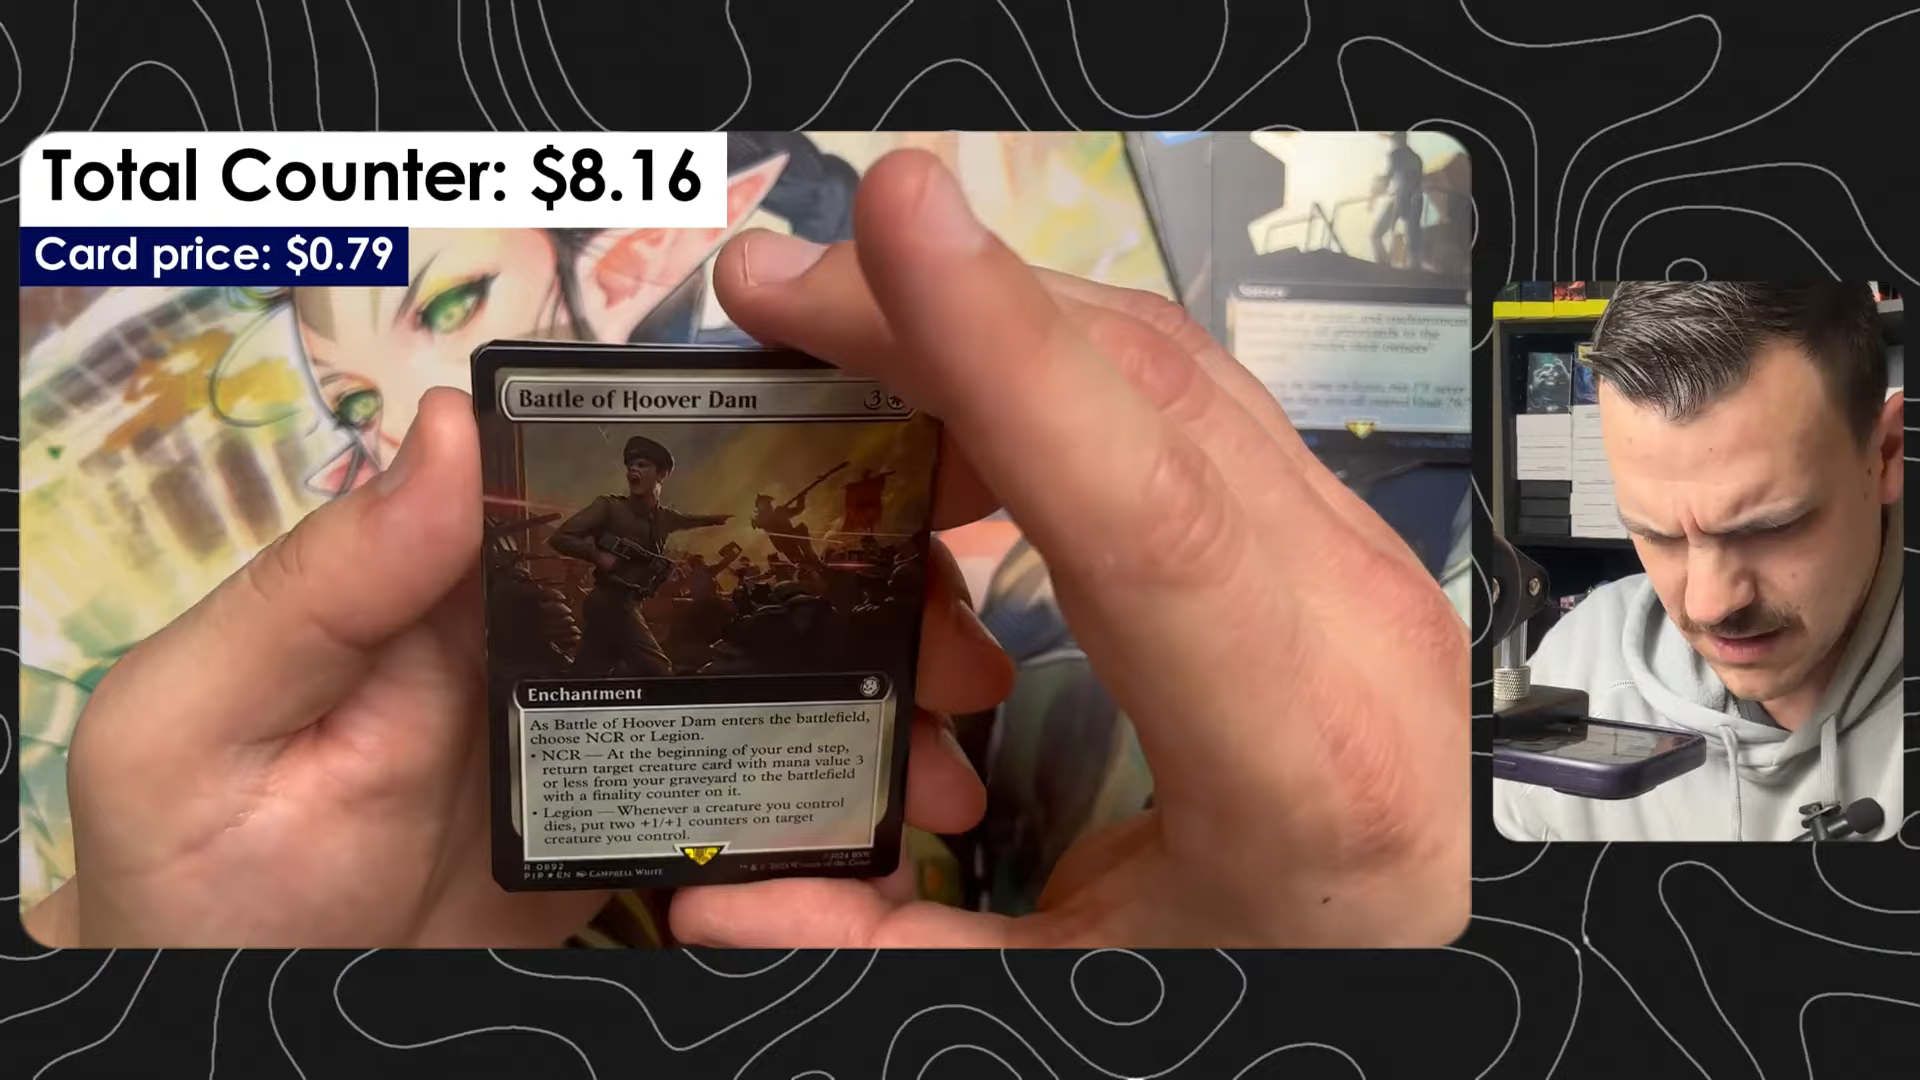 Total Counter: $8.16
Card price: $0.79
Battle of Hoover Dam 3
Enchantment
As Battle of Hoover Dam enters the battlefield,
choose NCR or Legion.
• NCR — At the beginning of your end step,
return target creature card with mana value 3
or less from your graveyard to the battlefield
with a finality counter on it.
• Legion — Whenever a creature you control
dies, put two +1/+1 counters on target
creature you control.
R 0892
PIP ★ EN CAMPBELL WHITE